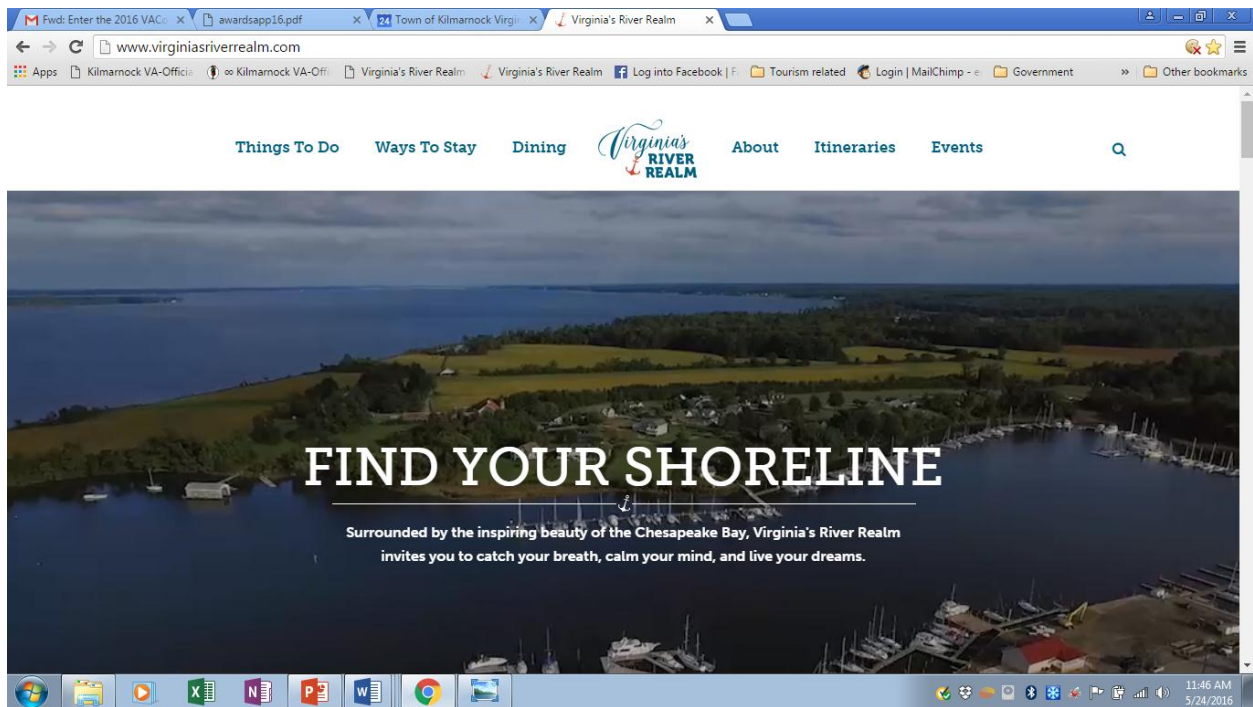 Fwd: Enter the 2016 VACo
awardsapp16.pdf
24 Town of Kilmarnock Virgin
Virginia's River Realm
www.virginiasriverrealm.com
Apps Kilmarnock VA-Officia ∞ Kilmarnock VA-Offi Virginia's River Realm Virginia's River Realm Log into Facebook | F Tourism related Login | MailChimp - e Government » Other bookmarks
Things To Do Ways To Stay Dining Virginia's RIVER REALM About Itineraries Events
FIND YOUR SHORELINE
Surrounded by the inspiring beauty of the Chesapeake Bay, Virginia's River Realm
invites you to catch your breath, calm your mind, and live your dreams.
11:46 AM
5/24/2016